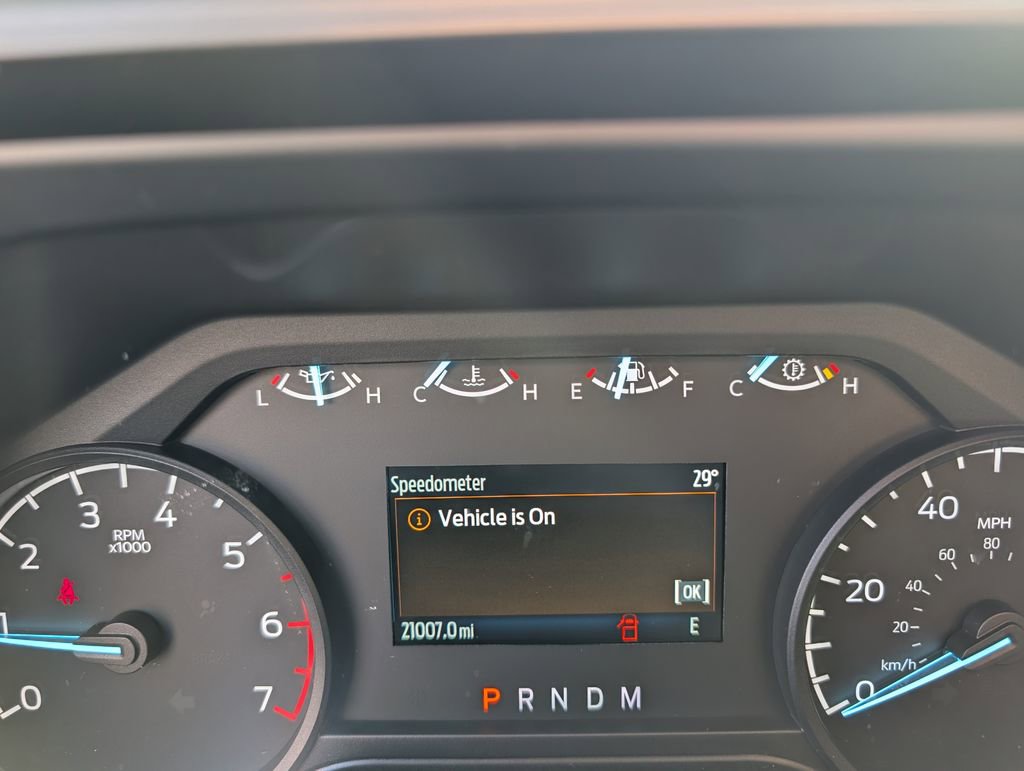 L H C H E F C H
Speedometer 29°
i Vehicle is On
[OK]
21007.0 mi E
P R N D M
0 1 2 3 4 5 6 7
RPM
x1000
0 20 40
MPH
20 40 60 80
km/h